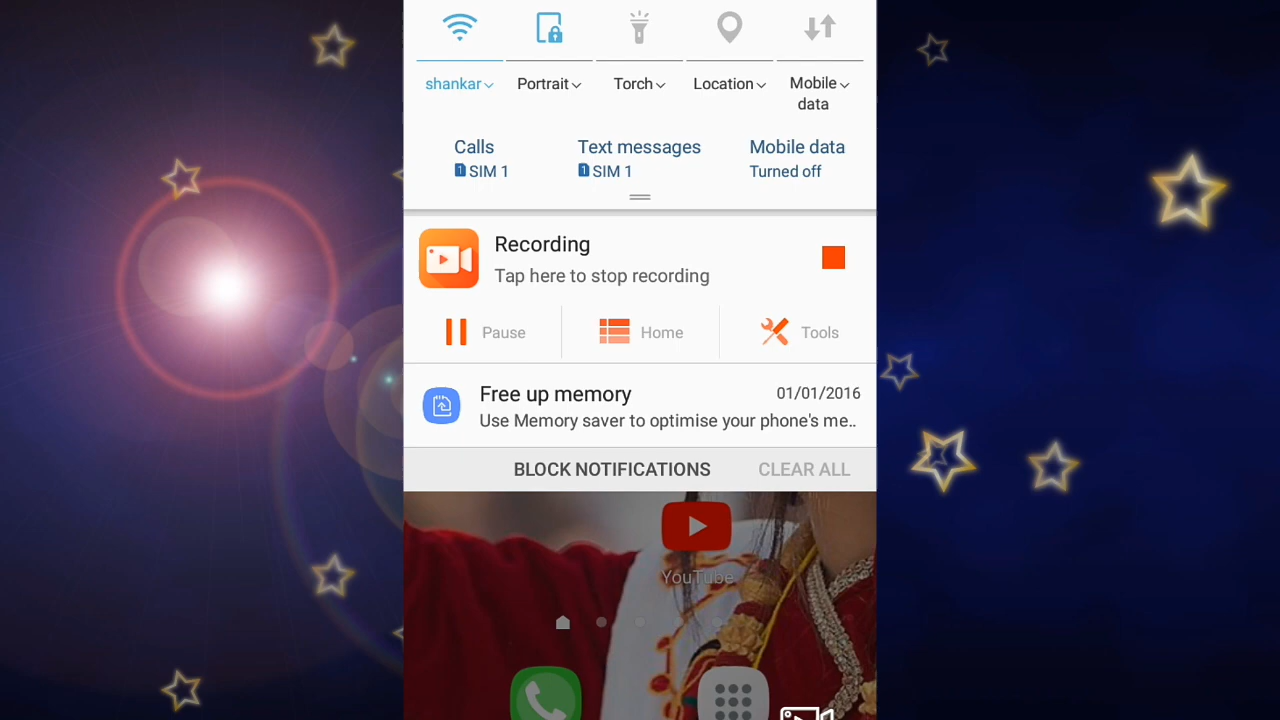 shankar
Portrait
Torch
Location
Mobile data
Calls
Text messages
Mobile data
1 SIM 1
1 SIM 1
Turned off
Recording
Tap here to stop recording
Pause
Home
Tools
Free up memory
01/01/2016
Use Memory saver to optimise your phone's me..
BLOCK NOTIFICATIONS
CLEAR ALL
YouTube